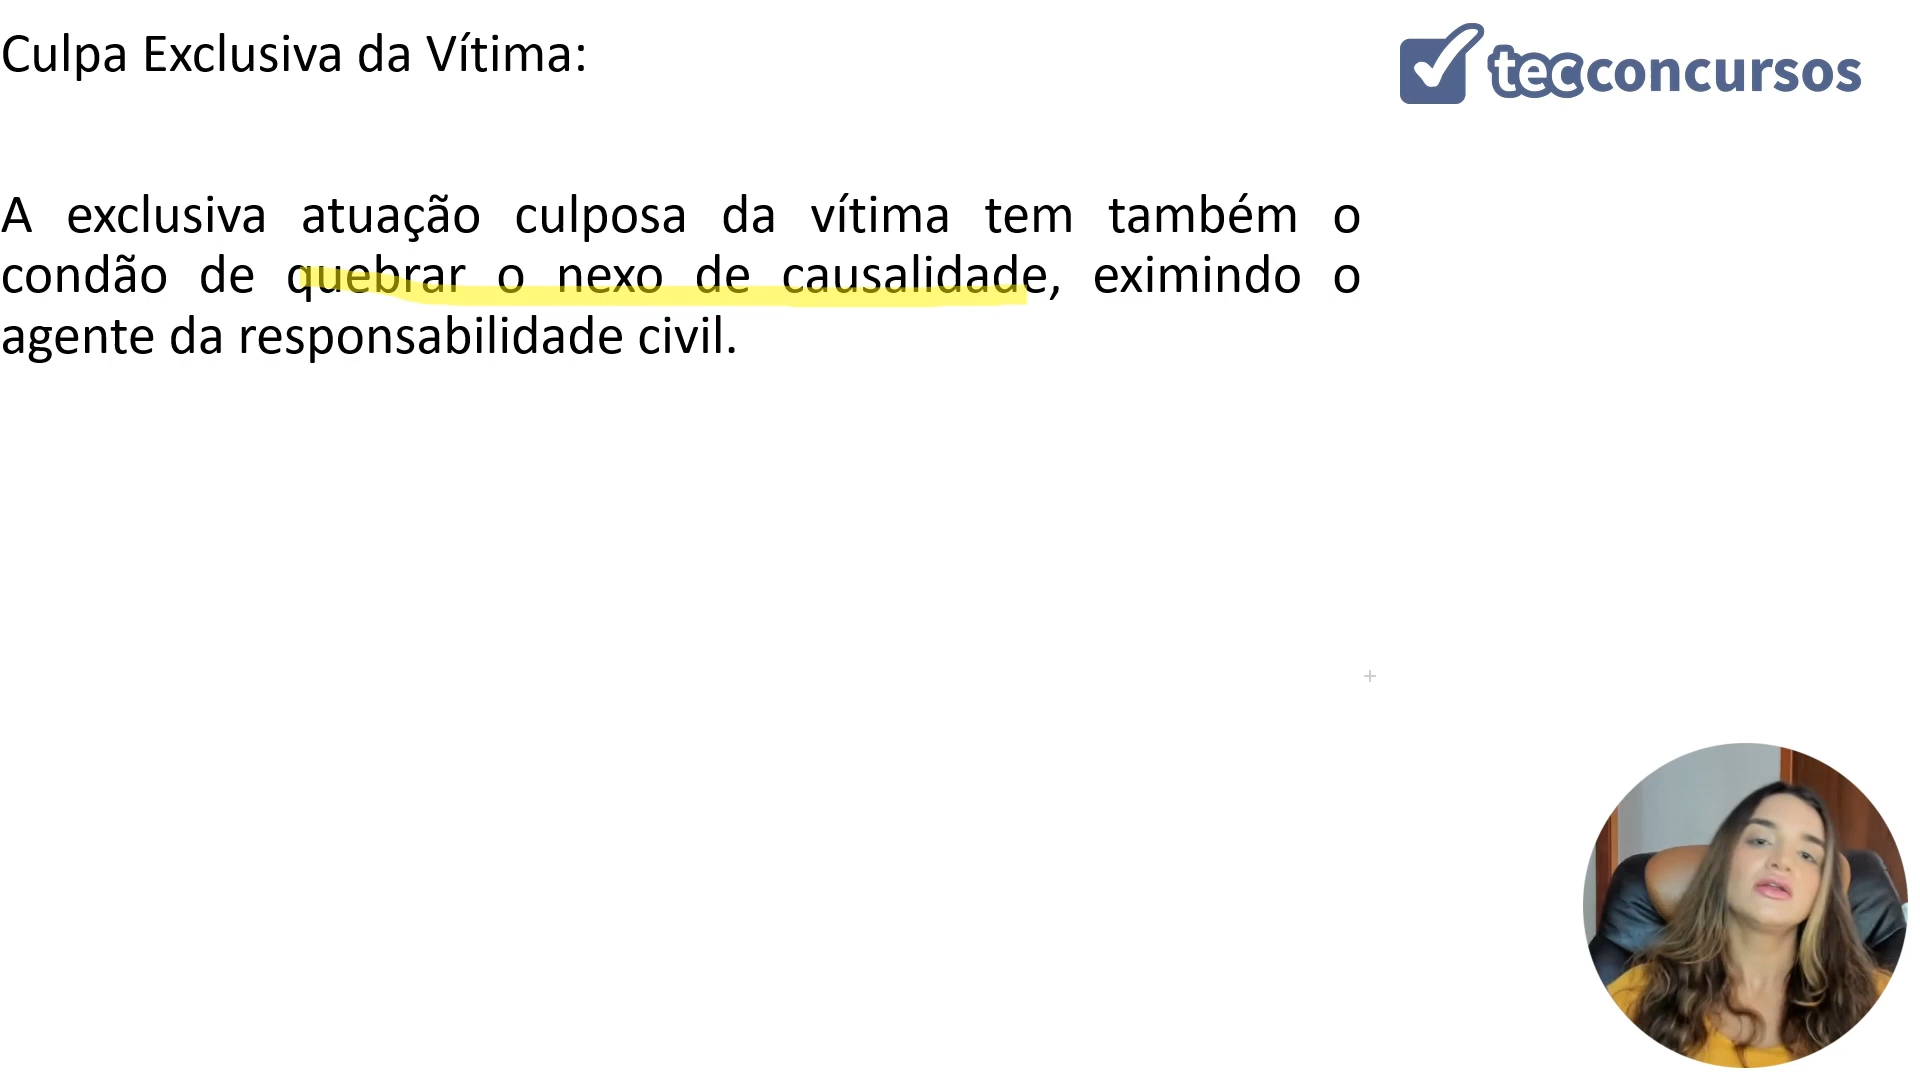 Culpa Exclusiva da Vítima:
tecconcursos
A exclusiva atuação culposa da vítima tem também o
condão de quebrar o nexo de causalidade, eximindo o
agente da responsabilidade civil.